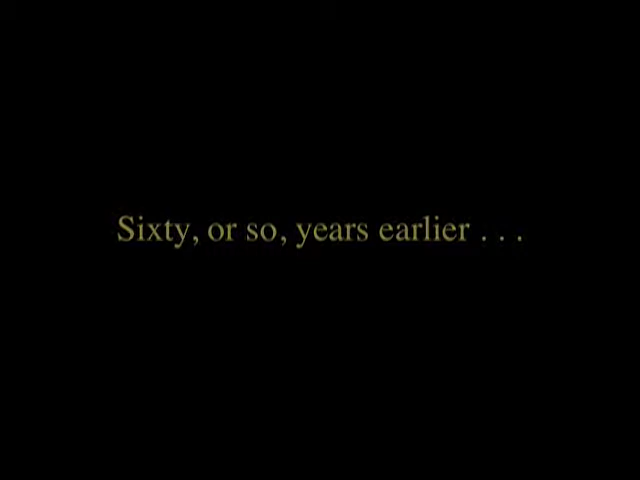 Sixty, or so, years earlier . . .